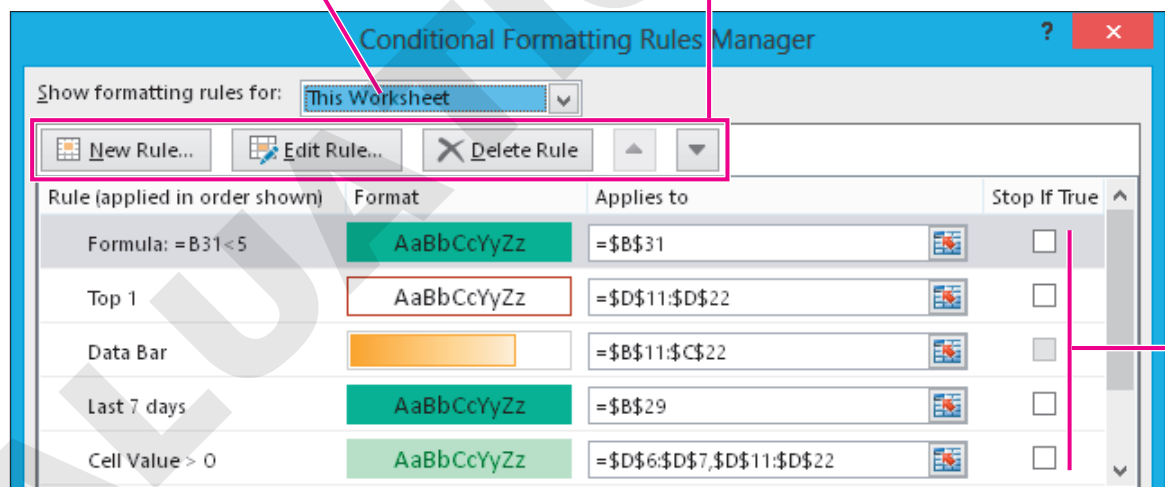 Conditional Formatting Rules Manager ?
Show formatting rules for: This Worksheet
New Rule... Edit Rule... Delete Rule
Rule (applied in order shown) Format Applies to Stop If True
Formula: =B31<5 AaBbCcYyZz =$B$31
Top 1 AaBbCcYyZz =$D$11:$D$22
Data Bar =$B$11:$C$22
Last 7 days AaBbCcYyZz =$B$29
Cell Value > 0 AaBbCcYyZz =$D$6:$D$7,$D$11:$D$22